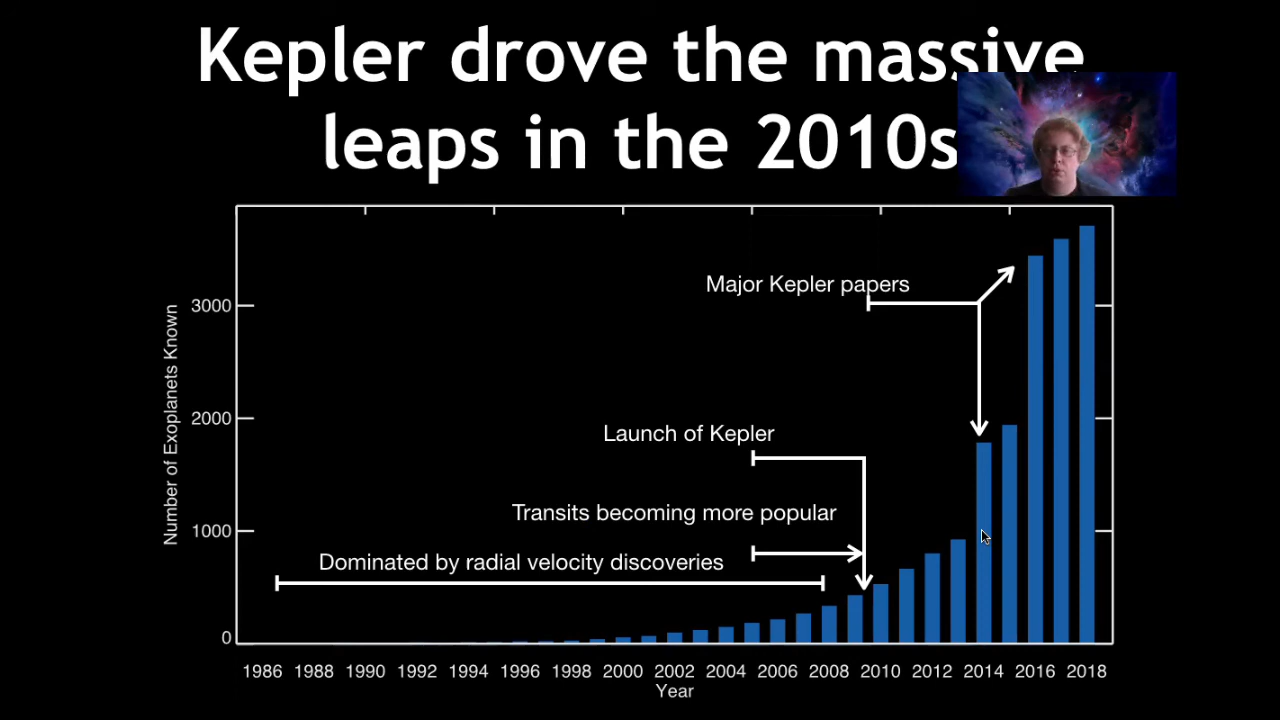 Kepler drove the massive
leaps in the 2010s
Major Kepler papers
3000
2000
Launch of Kepler
Transits becoming more popular
1000
Dominated by radial velocity discoveries
0
Number of Exoplanets Known
1986 1988 1990 1992 1994 1996 1998 2000 2002 2004 2006 2008 2010 2012 2014 2016 2018
Year